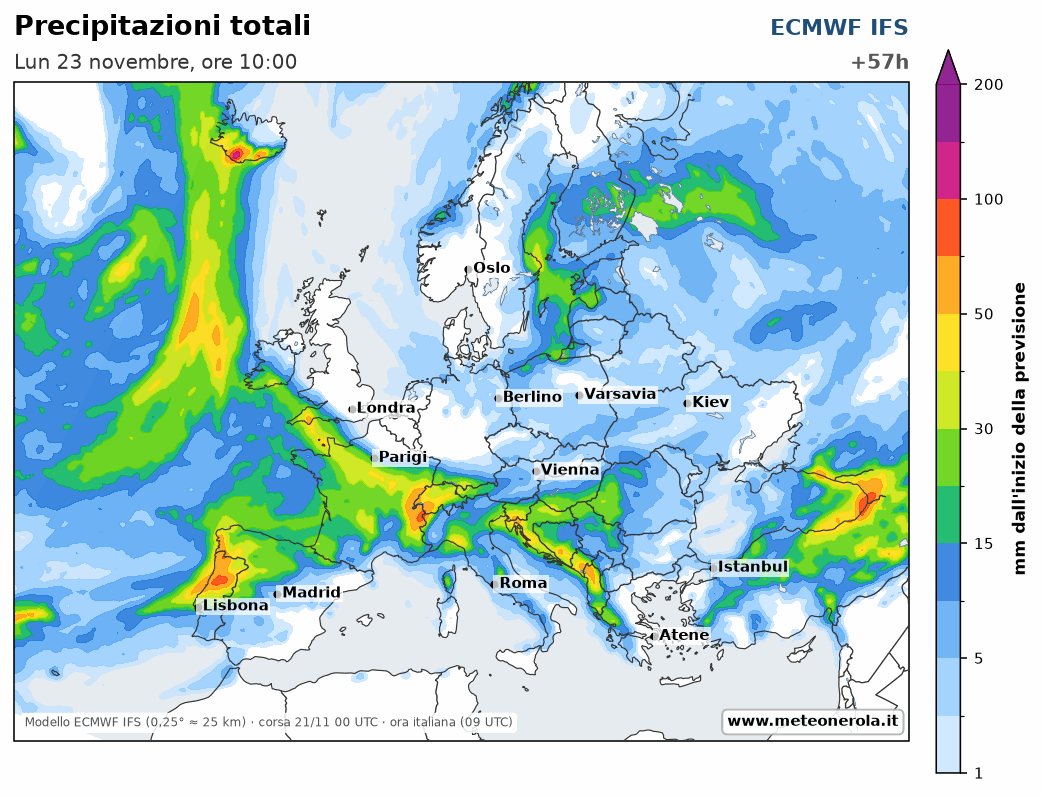 Precipitazioni totali
ECMWF IFS
Lun 23 novembre, ore 10:00
+57h
200
100
50
30
15
5
1
mm dall'inizio della previsione
Oslo
Londra
Berlino
Varsavia
Kiev
Parigi
Vienna
Istanbul
Roma
Madrid
Lisbona
Atene
Modello ECMWF IFS (0,25° ≈ 25 km) · corsa 21/11 00 UTC · ora italiana (09 UTC)
www.meteonerola.it